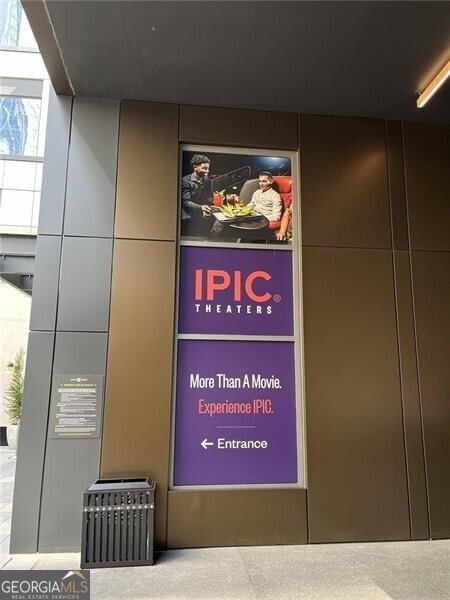 IPIC®
THEATERS
More Than A Movie.
Experience IPIC.
← Entrance
GEORGIAMLS
REAL ESTATE SERVICES